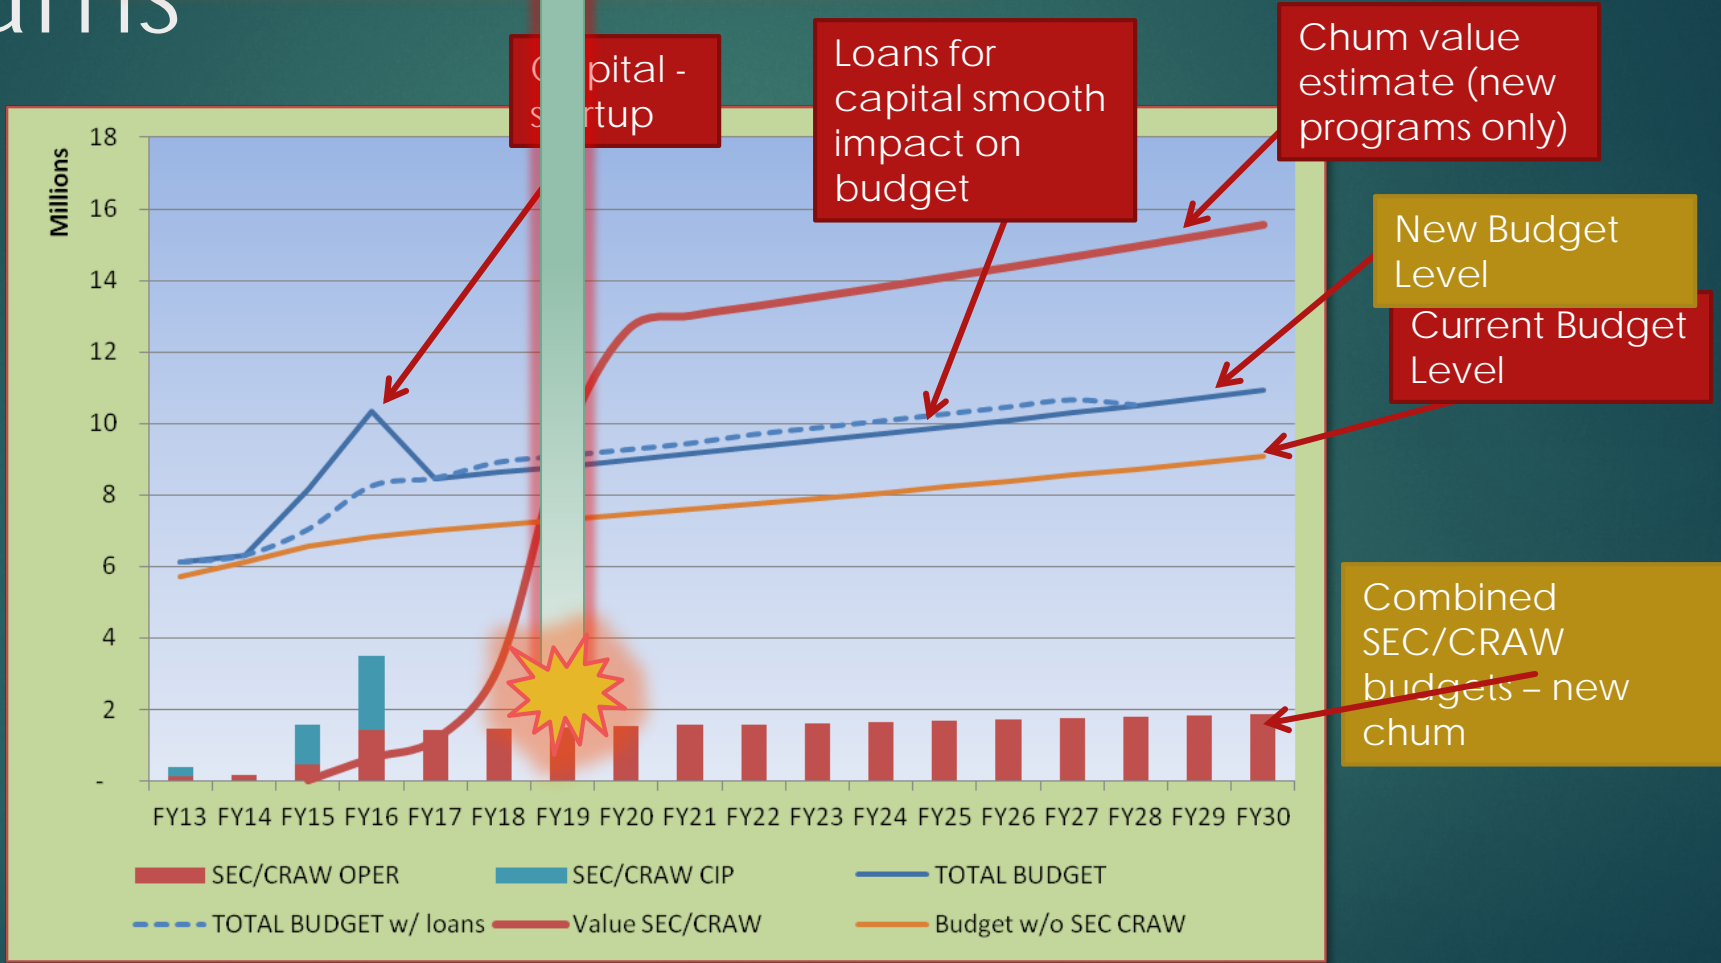 Capital -
startup
Loans for
capital smooth
impact on
budget
Chum value
estimate (new
programs only)
New Budget
Level
Current Budget
Level
Combined
SEC/CRAW
budgets – new
chum
Millions
18
16
14
12
10
8
6
4
2
-
FY13 FY14 FY15 FY16 FY17 FY18 FY19 FY20 FY21 FY22 FY23 FY24 FY25 FY26 FY27 FY28 FY29 FY30
SEC/CRAW OPER SEC/CRAW CIP TOTAL BUDGET
TOTAL BUDGET w/ loans Value SEC/CRAW Budget w/o SEC CRAW